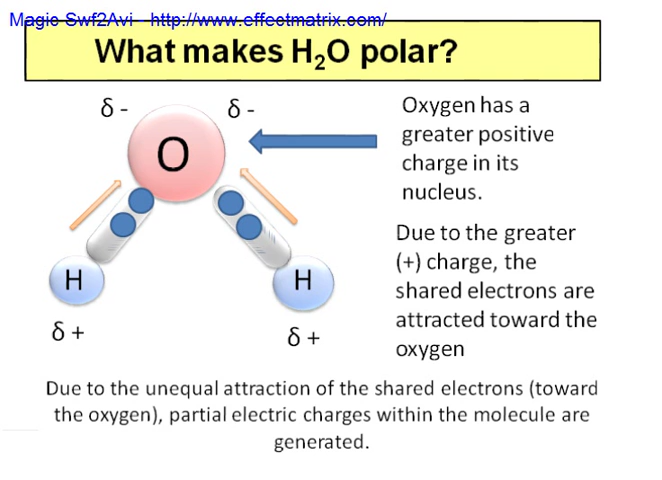 Magic Swf2Avi - http://www.effectmatrix.com/
What makes H₂O polar?
δ -
δ -
O
H
H
δ +
δ +
Oxygen has a
greater positive
charge in its
nucleus.
Due to the greater
(+) charge, the
shared electrons are
attracted toward the
oxygen
Due to the unequal attraction of the shared electrons (toward
the oxygen), partial electric charges within the molecule are
generated.